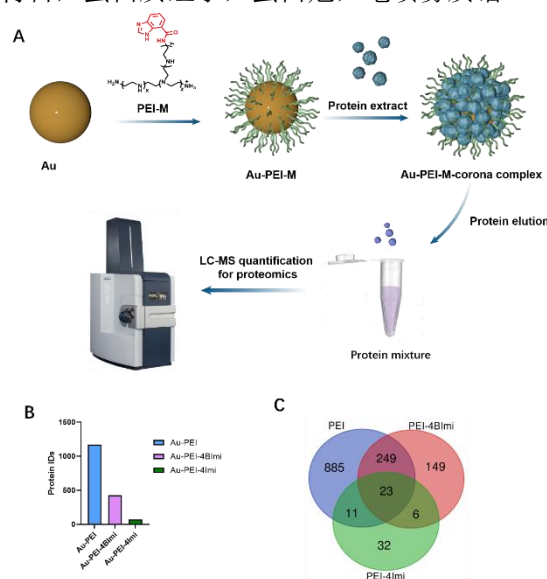 A
PEI-M
Protein extract
Au
Au-PEI-M
Au-PEI-M-corona complex
Protein elution
LC-MS quantification
for proteomics
Protein mixture
B
Protein IDs
1500
1000
500
0
Au-PEI
Au-PEI-4BImi
Au-PEI-4Imi
Au-PEI
Au-PEI-4BImi
Au-PEI-4Imi
C
PEI
PEI-4BImi
885
249
149
23
11
6
32
PEI-4Imi